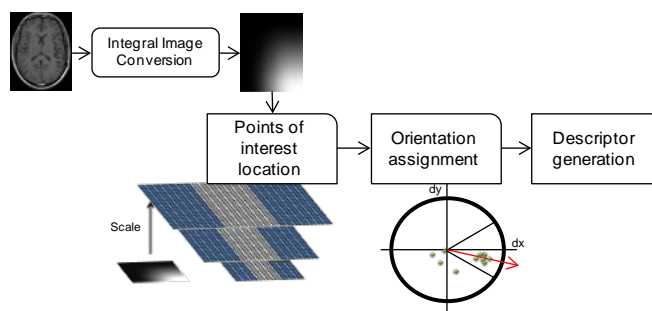 Integral Image
Conversion
Points of
interest
location
Orientation
assignment
Descriptor
generation
dy
Scale
dx